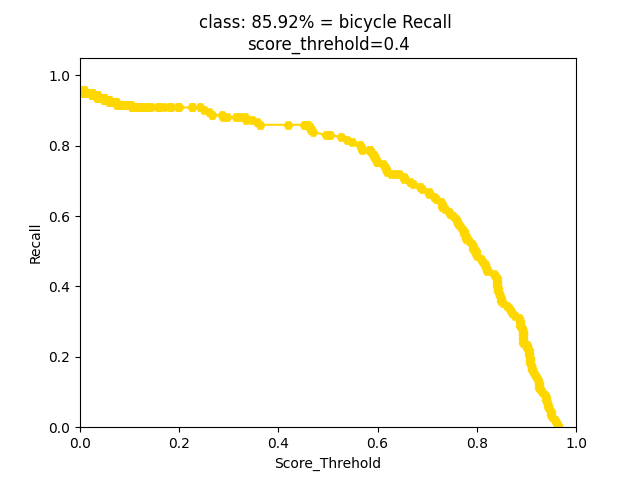 class: 85.92% = bicycle Recall
score_threhold=0.4
1.0
0.8
0.6
0.4
0.2
0.0
Recall
0.0 0.2 0.4 0.6 0.8 1.0
Score_Threhold